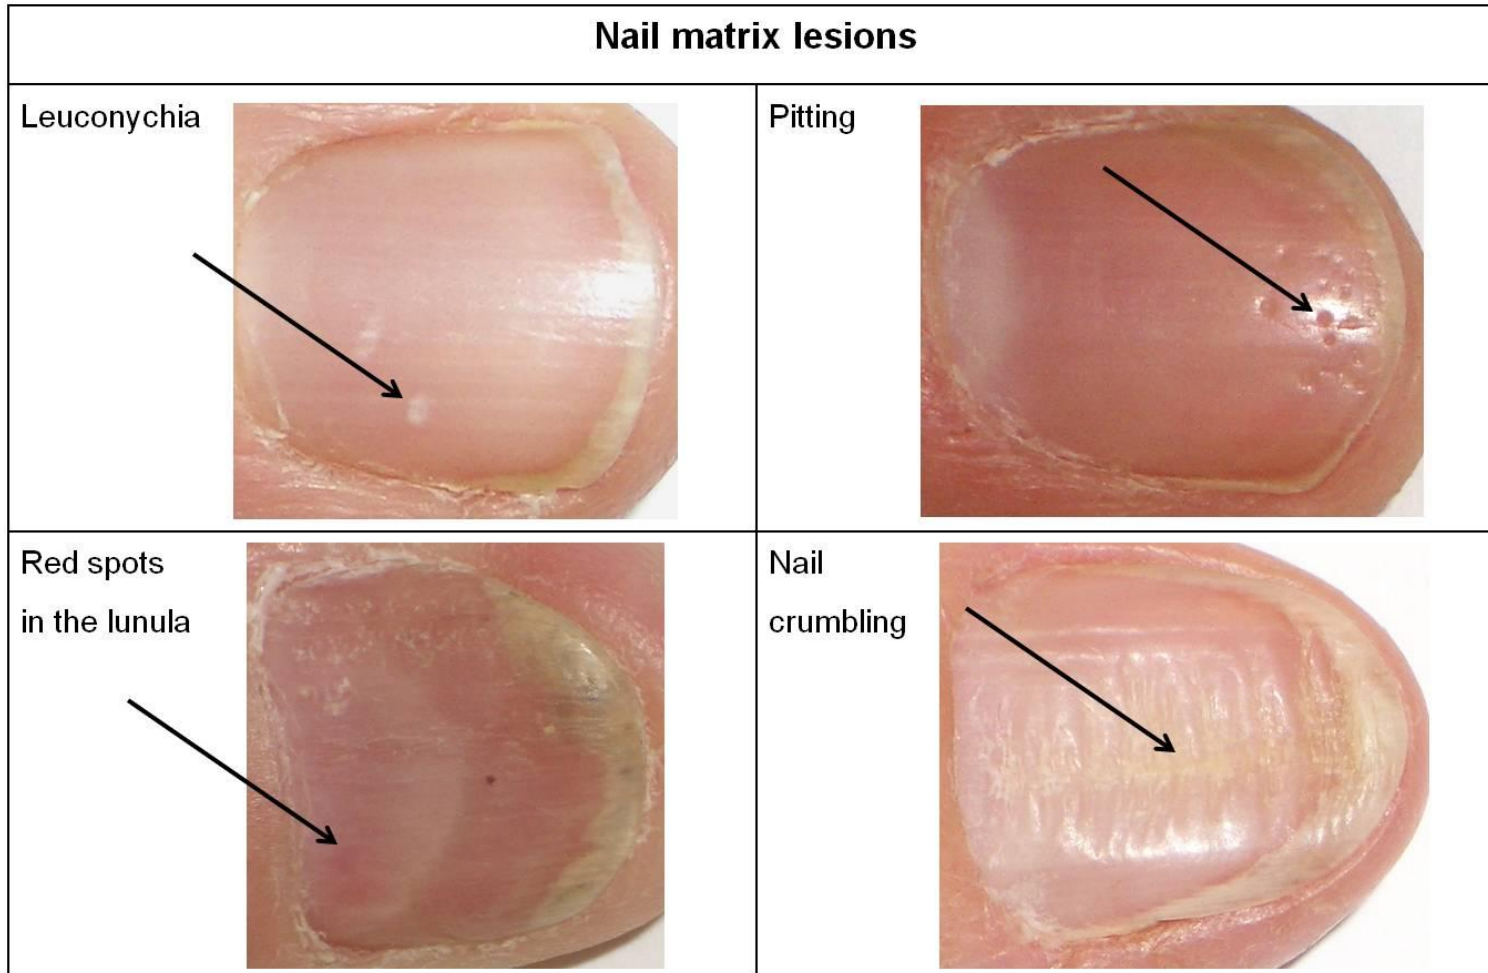 Nail matrix lesions
Leuconychia
Pitting
Red spots
in the lunula
Nail
crumbling